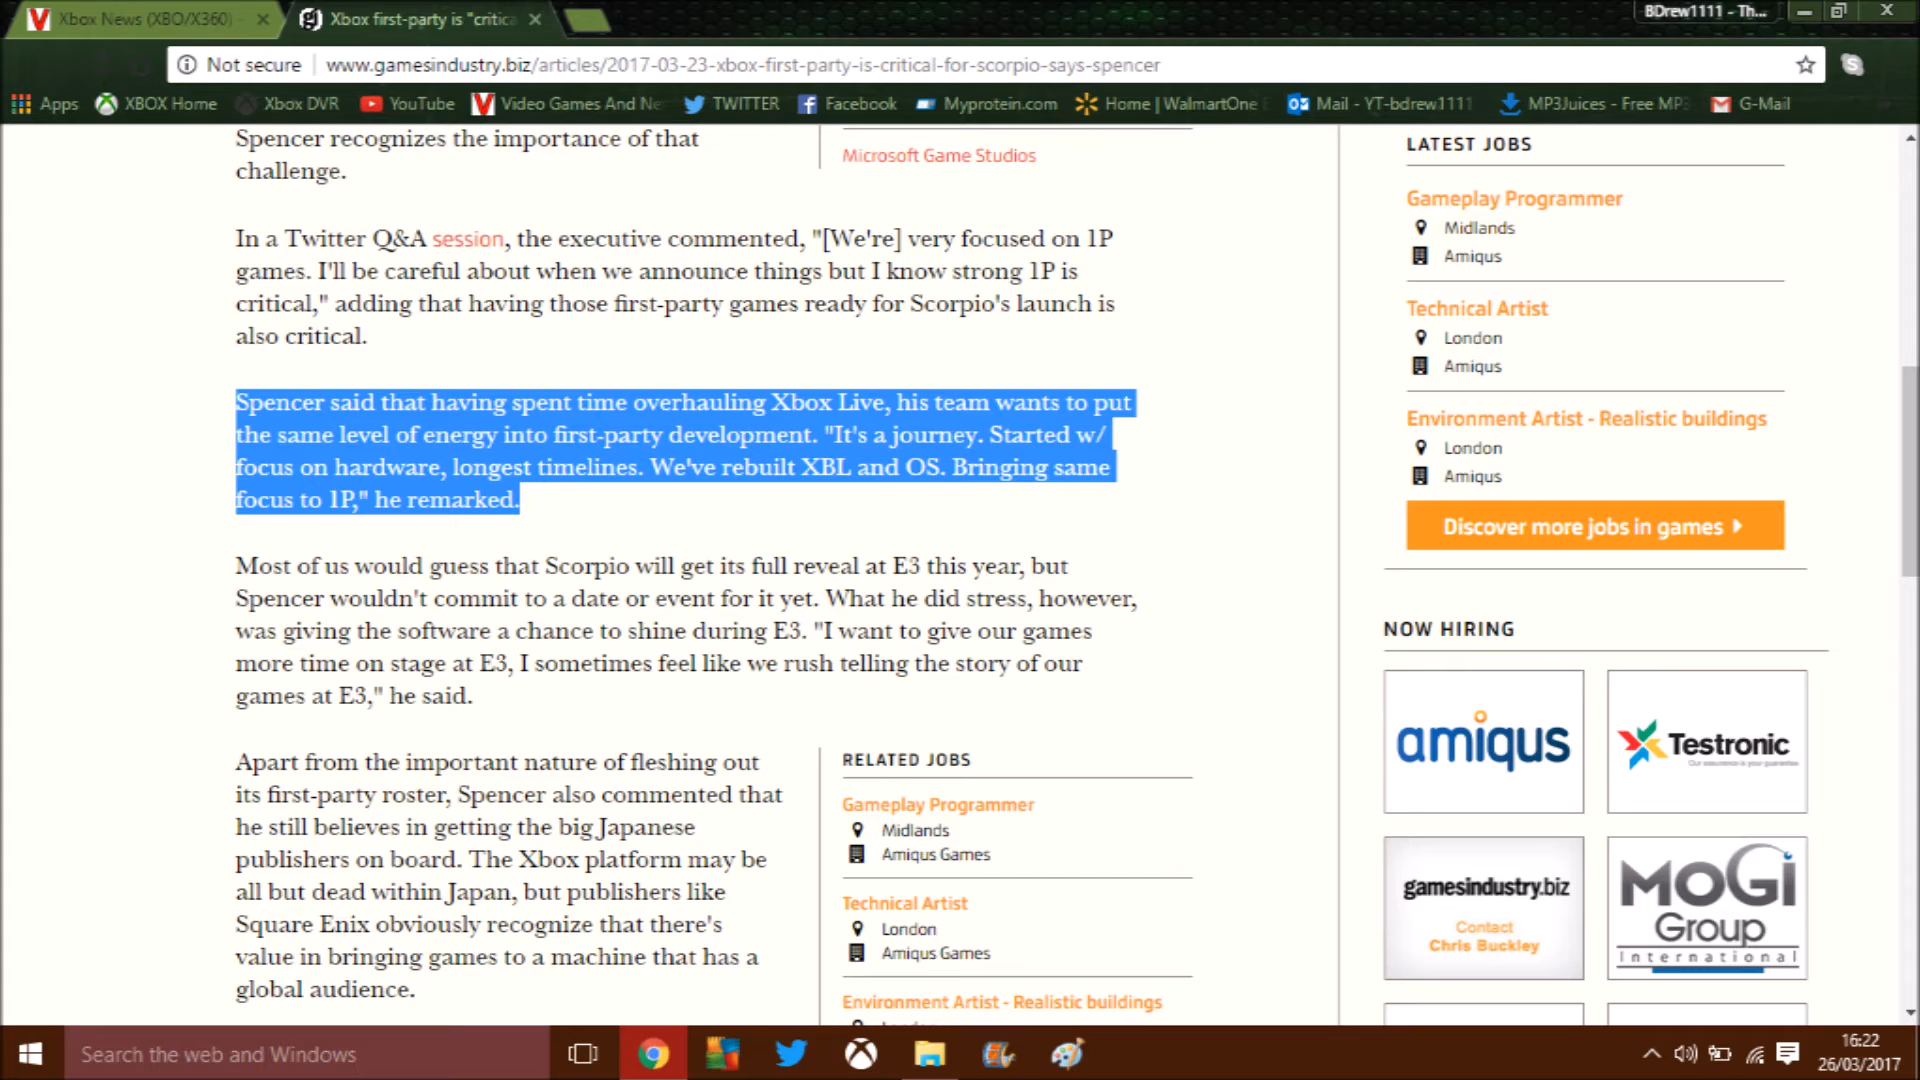 Xbox News (XBO/X360)
Xbox first-party is "critica
BDrew1111 - Th...
Not secure
www.gamesindustry.biz/articles/2017-03-23-xbox-first-party-is-critical-for-scorpio-says-spencer
Apps
XBOX Home
Xbox DVR
YouTube
Video Games And Ne
TWITTER
Facebook
Myprotein.com
Home | WalmartOne
Mail - YT-bdrew1111
MP3Juices - Free MP3
G-Mail
Spencer recognizes the importance of that
challenge.
Microsoft Game Studios
In a Twitter Q&A session, the executive commented, "[We're] very focused on 1P
games. I'll be careful about when we announce things but I know strong 1P is
critical," adding that having those first-party games ready for Scorpio's launch is
also critical.
Spencer said that having spent time overhauling Xbox Live, his team wants to put
the same level of energy into first-party development. "It's a journey. Started w/
focus on hardware, longest timelines. We've rebuilt XBL and OS. Bringing same
focus to 1P," he remarked.
Most of us would guess that Scorpio will get its full reveal at E3 this year, but
Spencer wouldn't commit to a date or event for it yet. What he did stress, however,
was giving the software a chance to shine during E3. "I want to give our games
more time on stage at E3, I sometimes feel like we rush telling the story of our
games at E3," he said.
Apart from the important nature of fleshing out
its first-party roster, Spencer also commented that
he still believes in getting the big Japanese
publishers on board. The Xbox platform may be
all but dead within Japan, but publishers like
Square Enix obviously recognize that there's
value in bringing games to a machine that has a
global audience.
RELATED JOBS
Gameplay Programmer
Midlands
Amiqus Games
Technical Artist
London
Amiqus Games
Environment Artist - Realistic buildings
LATEST JOBS
Gameplay Programmer
Midlands
Amiqus
Technical Artist
London
Amiqus
Environment Artist - Realistic buildings
London
Amiqus
Discover more jobs in games
NOW HIRING
amiqus
Testronic
Our assurance is your guarantee
gamesindustry.biz
Contact
Chris Buckley
MoGi
Group
International
Search the web and Windows
16:22
26/03/2017